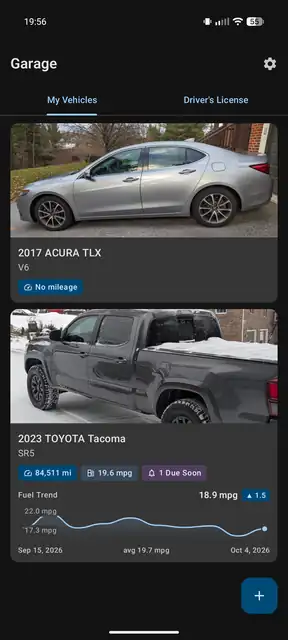 19:56
55
Garage
My Vehicles
Driver's License
2017 ACURA TLX
V6
No mileage
2023 TOYOTA Tacoma
SR5
84,511 mi
19.6 mpg
1 Due Soon
Fuel Trend
18.9 mpg
▲ 1.5
22.0 mpg
17.3 mpg
Sep 15, 2026
avg 19.7 mpg
Oct 4, 2026
+